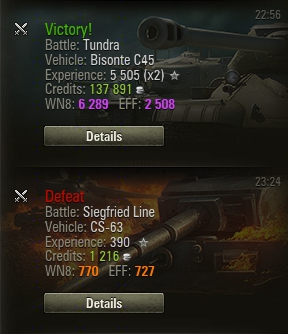 22:56
Victory!
Battle: Tundra
Vehicle: Bisonte C45
Experience: 5 505 (x2)
Credits: 137 891
WN8: 6 289 EFF: 2 508
Details
23:24
Defeat
Battle: Siegfried Line
Vehicle: CS-63
Experience: 390
Credits: 1 216
WN8: 770 EFF: 727
Details